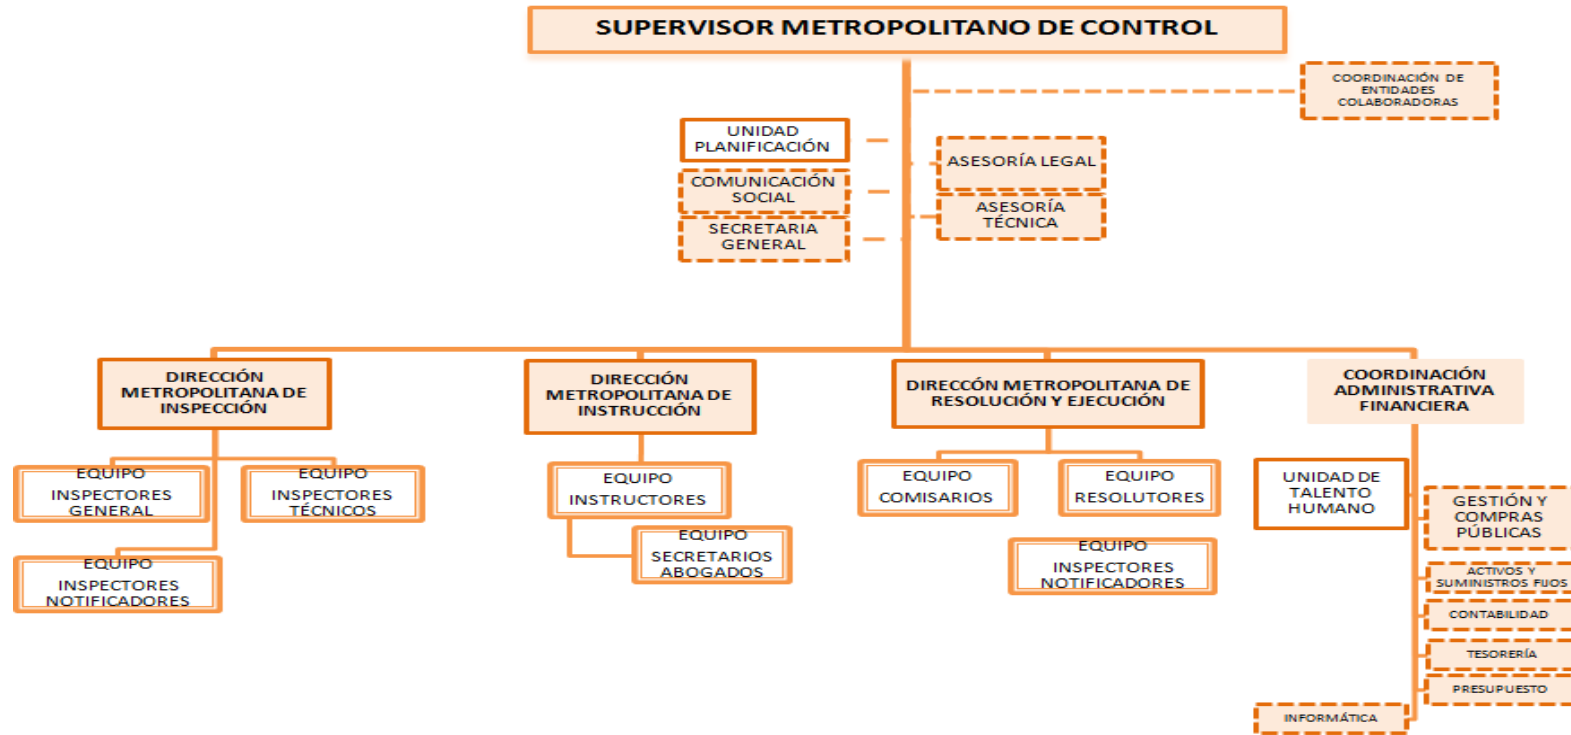 SUPERVISOR METROPOLITANO DE CONTROL
COORDINACIÓN DE
ENTIDADES
COLABORADORAS
UNIDAD
PLANIFICACIÓN
ASESORÍA LEGAL
COMUNICACIÓN
SOCIAL
ASESORÍA
TÉCNICA
SECRETARIA
GENERAL
DIRECCIÓN
METROPOLITANA DE
INSPECCIÓN
DIRECCIÓN
METROPOLITANA DE
INSTRUCCIÓN
DIRECCÓN METROPOLITANA DE
RESOLUCIÓN Y EJECUCIÓN
COORDINACIÓN
ADMINISTRATIVA
FINANCIERA
EQUIPO
INSPECTORES
GENERAL
EQUIPO
INSPECTORES
TÉCNICOS
EQUIPO
INSPECTORES
NOTIFICADORES
EQUIPO
INSTRUCTORES
EQUIPO
SECRETARIOS
ABOGADOS
EQUIPO
COMISARIOS
EQUIPO
RESOLUTORES
EQUIPO
INSPECTORES
NOTIFICADORES
UNIDAD DE
TALENTO
HUMANO
GESTIÓN Y
COMPRAS
PÚBLICAS
ACTIVOS Y
SUMINISTROS FIJOS
CONTABILIDAD
TESORERÍA
PRESUPUESTO
INFORMÁTICA